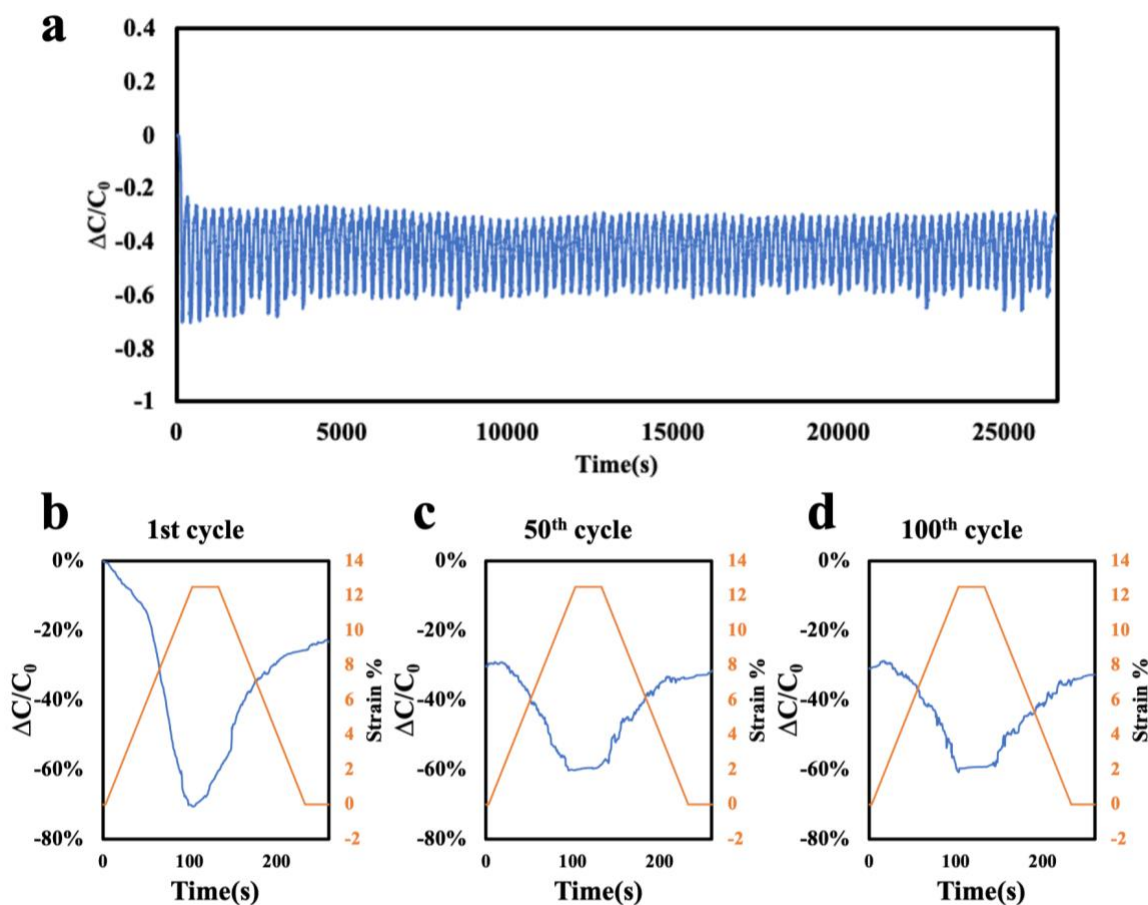 a
0.4
0.2
0
-0.2
-0.4
-0.6
-0.8
-1
ΔC/C₀
0 5000 10000 15000 20000 25000
Time(s)
b 1st cycle
0%
-20%
-40%
-60%
-80%
ΔC/C₀
14
12
10
8
6
4
2
0
-2
Strain %
0 100 200
Time(s)
c 50ᵗʰ cycle
0%
-20%
-40%
-60%
-80%
ΔC/C₀
14
12
10
8
6
4
2
0
-2
Strain %
0 100 200
Time(s)
d 100ᵗʰ cycle
0%
-20%
-40%
-60%
-80%
ΔC/C₀
14
12
10
8
6
4
2
0
-2
Strain %
0 100 200
Time(s)